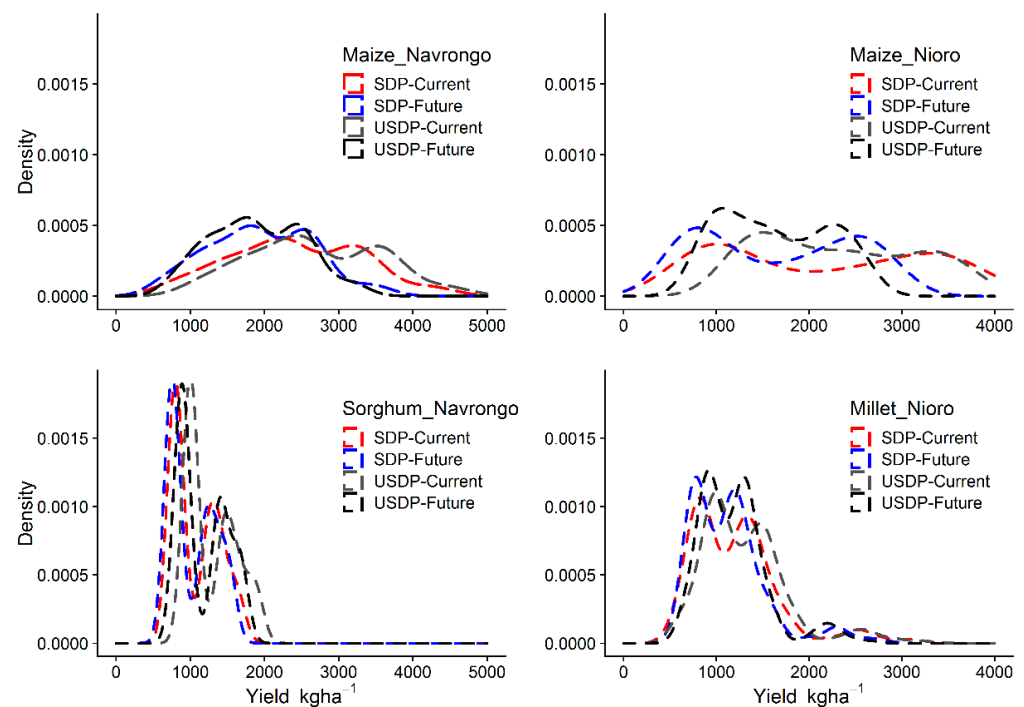 Maize_Navrongo
SDP-Current
SDP-Future
USDP-Current
USDP-Future
Density
0.0015
0.0010
0.0005
0.0000
0 1000 2000 3000 4000 5000
Maize_Nioro
SDP-Current
SDP-Future
USDP-Current
USDP-Future
0.0015
0.0010
0.0005
0.0000
0 1000 2000 3000 4000
Sorghum_Navrongo
SDP-Current
SDP-Future
USDP-Current
USDP-Future
Density
0.0015
0.0010
0.0005
0.0000
0 1000 2000 3000 4000 5000
Yield kgha⁻¹
Millet_Nioro
SDP-Current
SDP-Future
USDP-Current
USDP-Future
0.0015
0.0010
0.0005
0.0000
0 1000 2000 3000 4000
Yield kgha⁻¹